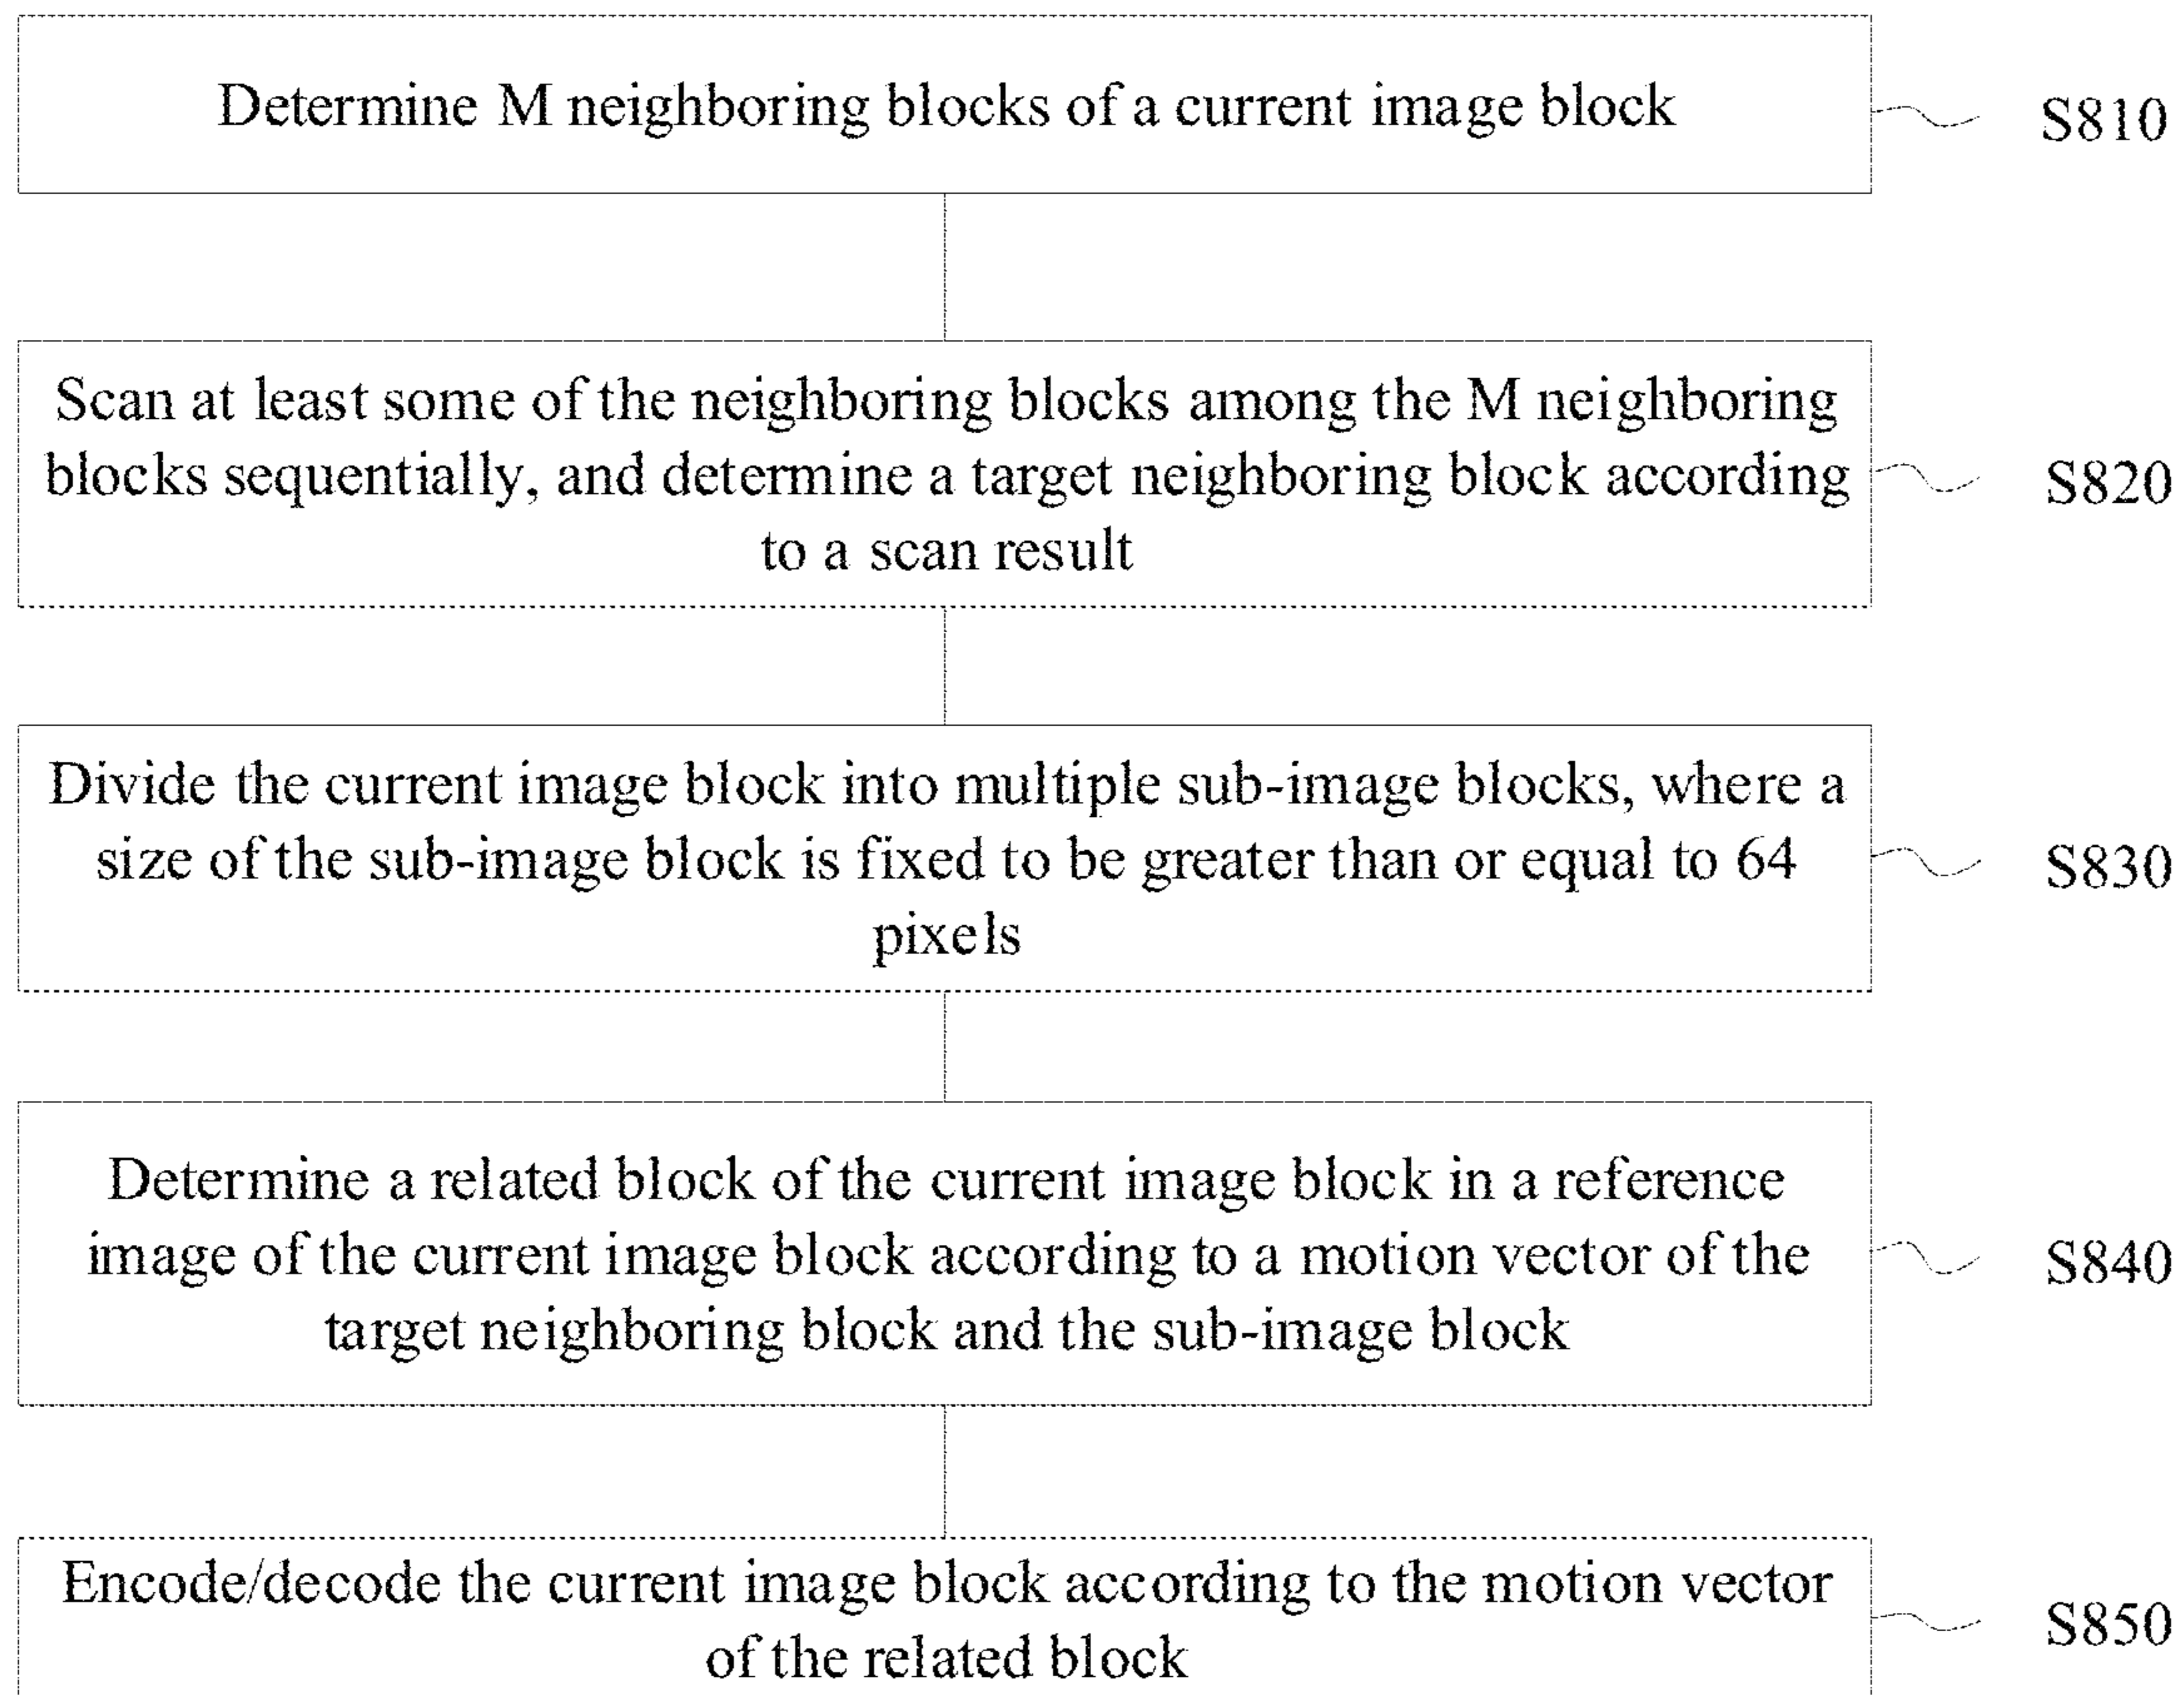 Determine M neighboring blocks of a current image block
S810
Scan at least some of the neighboring blocks among the M neighboring
blocks sequentially, and determine a target neighboring block according
to a scan result
S820
Divide the current image block into multiple sub-image blocks, where a
size of the sub-image block is fixed to be greater than or equal to 64
pixels
S830
Determine a related block of the current image block in a reference
image of the current image block according to a motion vector of the
target neighboring block and the sub-image block
S840
Encode/decode the current image block according to the motion vector
of the related block
S850